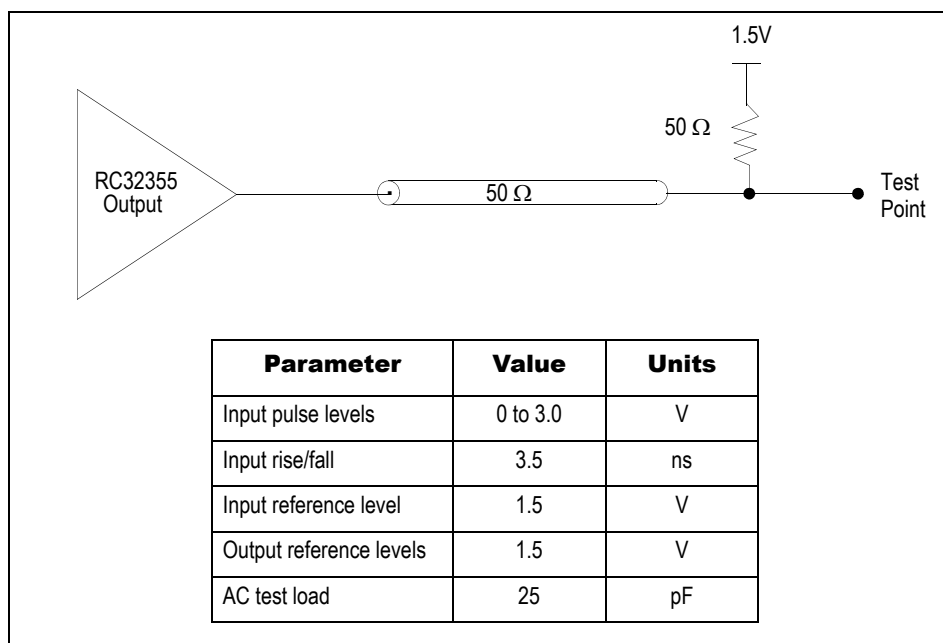 1.5V
50 Ω
RC32355
Output
50 Ω
Test
Point
Parameter Value Units
Input pulse levels 0 to 3.0 V
Input rise/fall 3.5 ns
Input reference level 1.5 V
Output reference levels 1.5 V
AC test load 25 pF